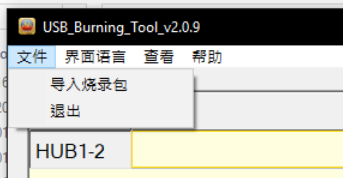 USB_Burning_Tool_v2.0.9
文件 界面语言 查看 帮助
导入烧录包
退出
HUB1-2